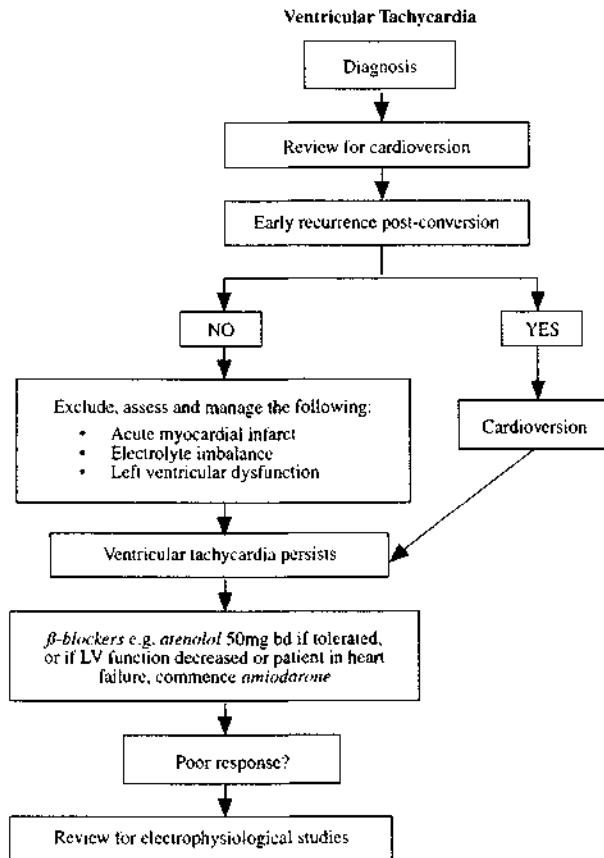 Ventricular Tachycardia
Diagnosis
Review for cardioversion
Early recurrence post-conversion
NO
YES
Exclude, assess and manage the following:
• Acute myocardial infarct
• Electrolyte imbalance
• Left ventricular dysfunction
Cardioversion
Ventricular tachycardia persists
β-blockers e.g. atenolol 50mg bd if tolerated,
or if LV function decreased or patient in heart
failure, commence amiodarone
Poor response?
Review for electrophysiological studies